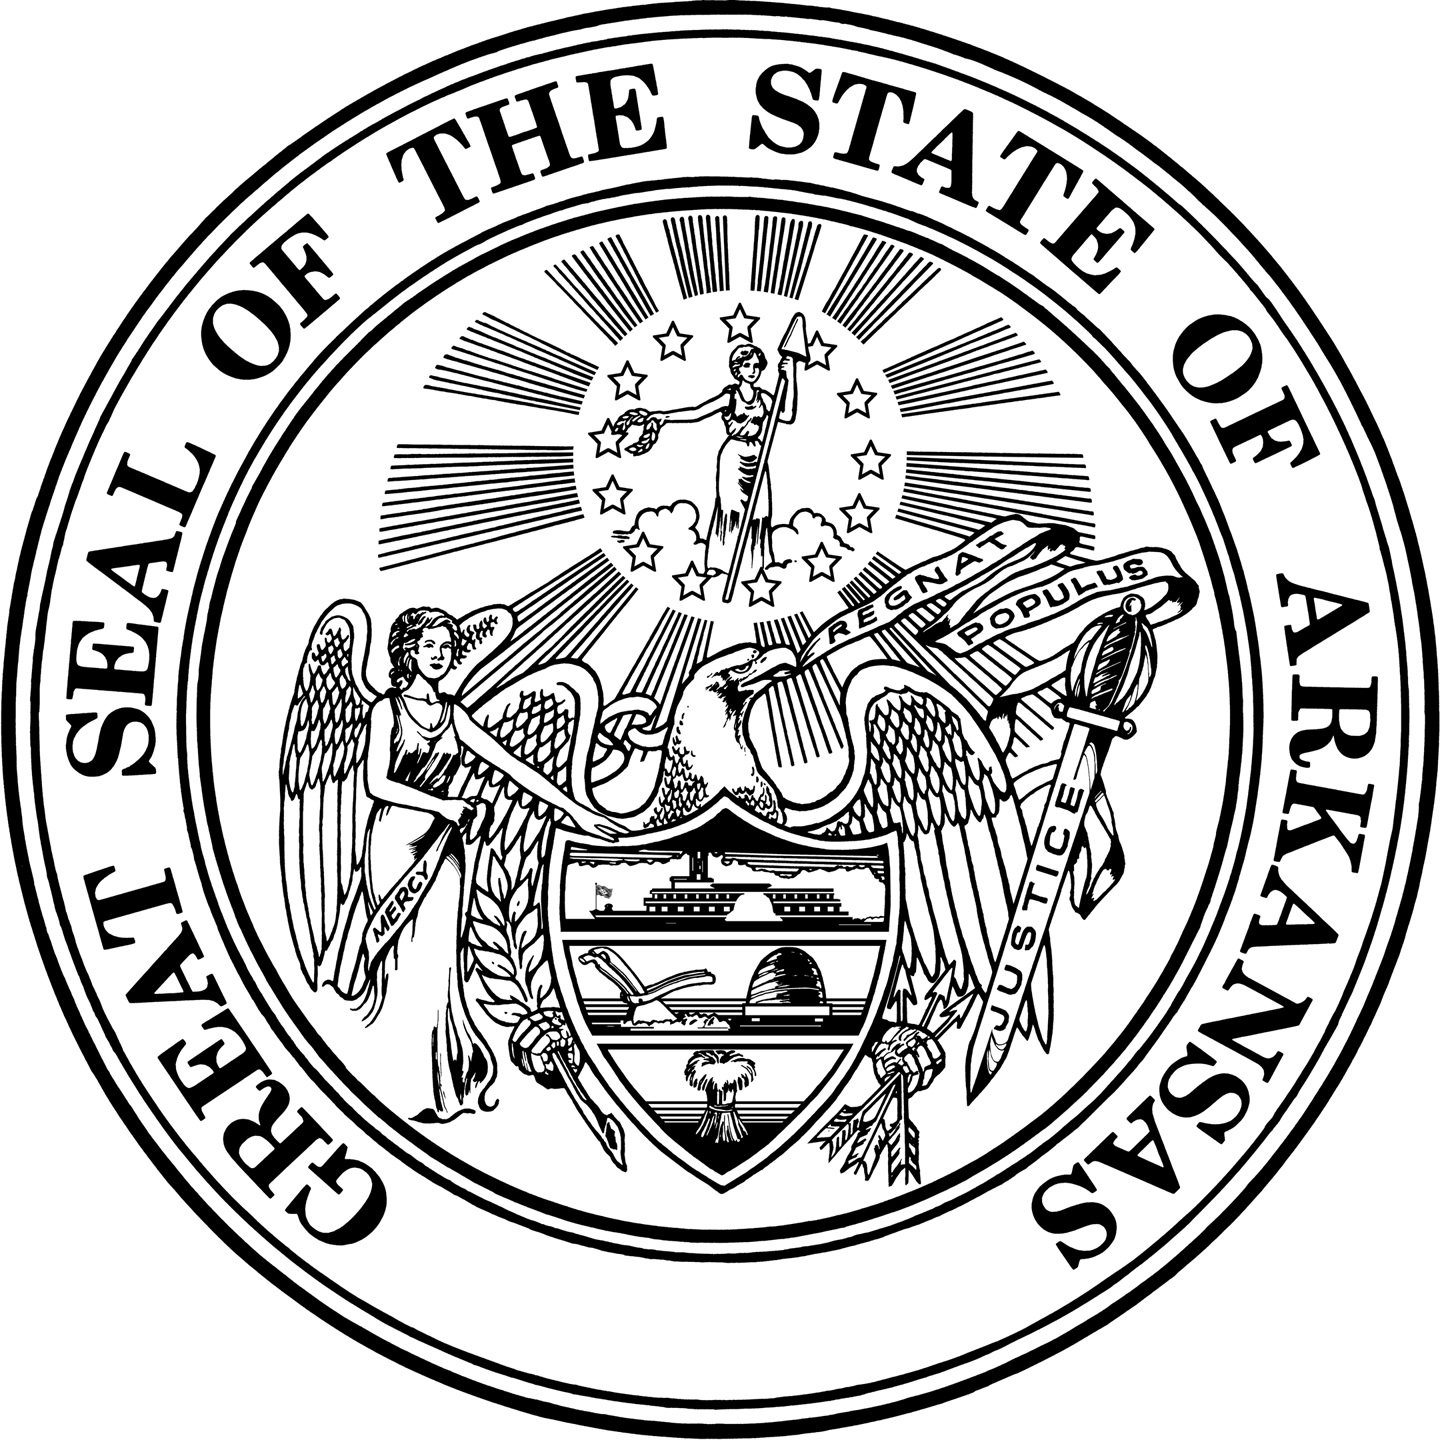 GREAT SEAL OF THE STATE OF ARKANSAS
REGNAT
POPULUS
MERCY
JUSTICE